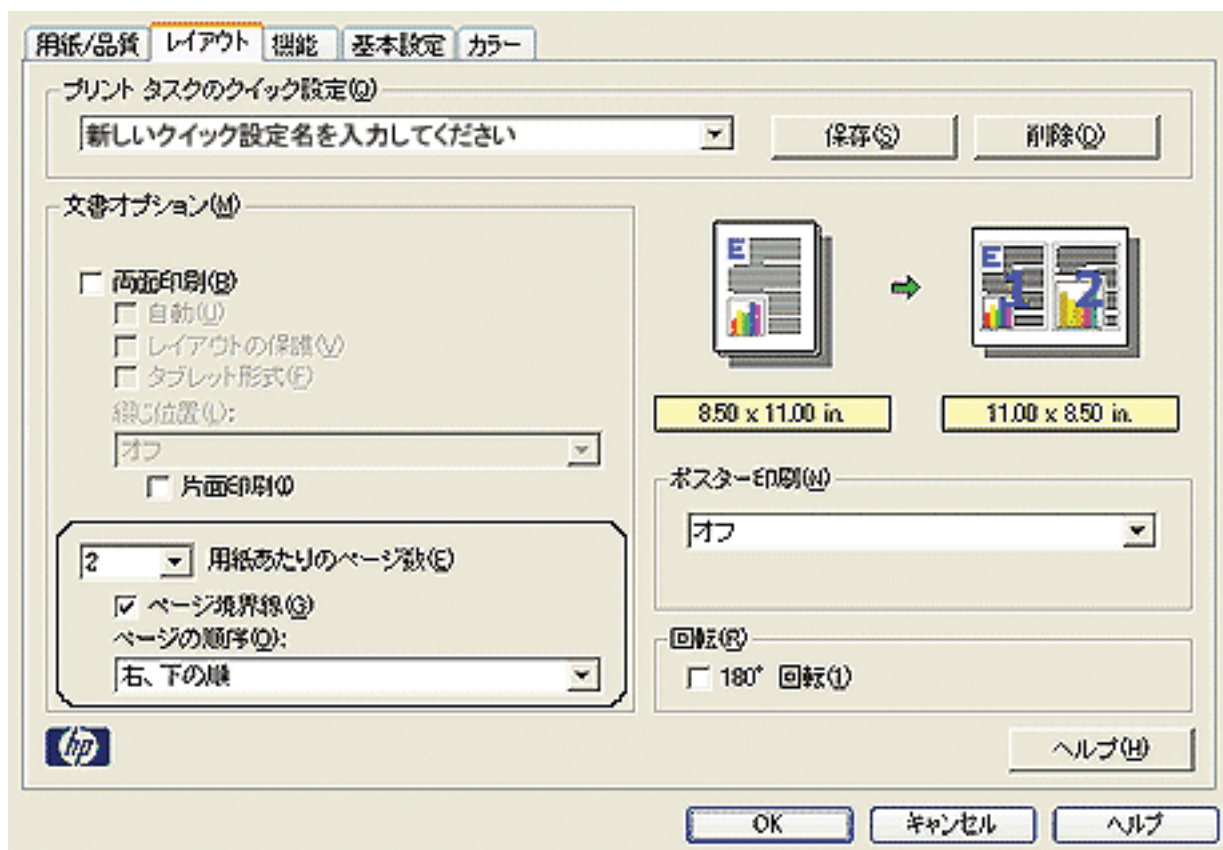 用紙/品質 レイアウト 機能 基本設定 カラー
プリント タスクのクイック設定(Q)
新しいクイック設定名を入力してください 保存(S) 削除(D)
文書オプション(M)
両面印刷(B)
自動(U)
レイアウトの保護(V)
タブレット形式(F)
綴じ位置(L):
オフ
片面印刷(I)
2 用紙あたりのページ数(E)
ページ境界線(G)
ページの順序(O):
右、下の順
E
E 1 2
8.50 x 11.00 in. 11.00 x 8.50 in.
ポスター印刷(N)
オフ
回転(R)
180° 回転(1)
hp
ヘルプ(H)
OK キャンセル ヘルプ